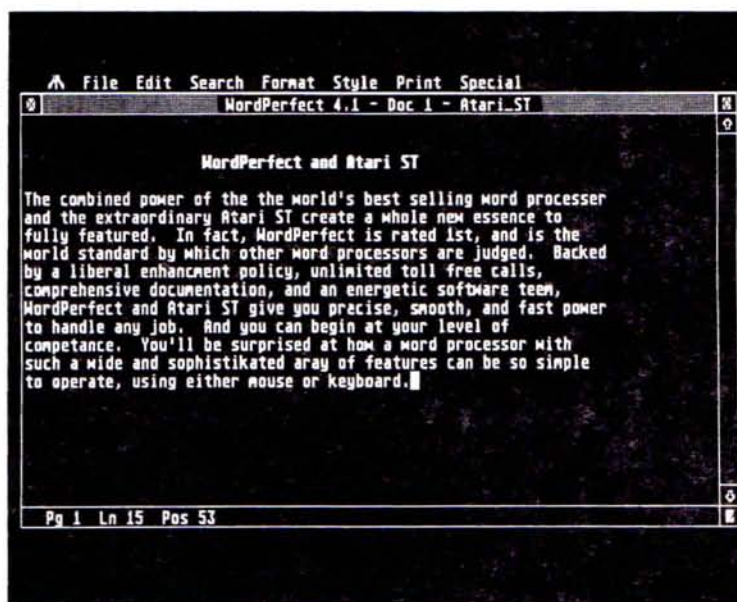 File Edit Search Format Style Print Special
WordPerfect 4.1 - Doc 1 - Atari_ST
WordPerfect and Atari ST
The combined power of the the world's best selling word processer
and the extraordinary Atari ST create a whole new essence to
fully featured.  In fact, WordPerfect is rated 1st, and is the
world standard by which other word processors are judged.  Backed
by a liberal enhancment policy, unlimited toll free calls,
comprehensive documentation, and an energetic software teem,
WordPerfect and Atari ST give you precise, smooth, and fast power
to handle any job.  And you can begin at your level of
competance.  You'll be surprised at how a word processor with
such a wide and sophistikated aray of features can be so simple
to operate, using either mouse or keyboard.
Pg 1  Ln 15  Pos 53